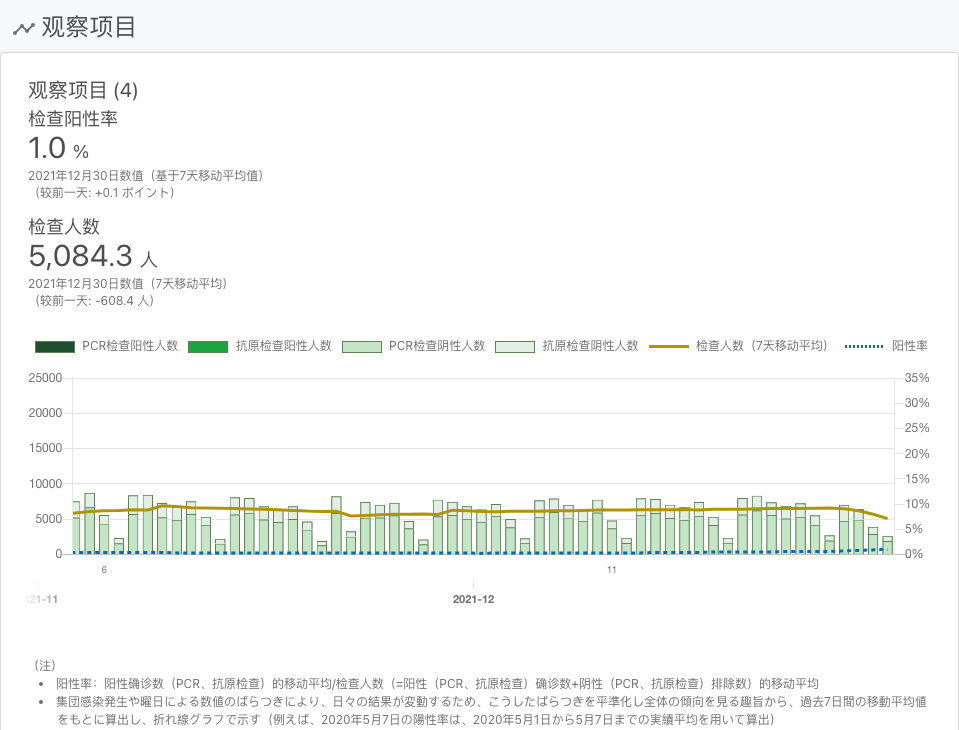 观察项目
观察项目 (4)
检查阳性率
1.0 %
2021年12月30日数值（基于7天移动平均值）
（较前一天: +0.1 ポイント）
检查人数
5,084.3 人
2021年12月30日数值（7天移动平均）
（较前一天: -608.4 人）
PCR检查阳性人数 抗原检查阳性人数 PCR检查阴性人数 抗原检查阴性人数 检查人数（7天移动平均） 阳性率
25000 35%
20000 30%
15000 25%
10000 20%
5000 15%
0 10%
5%
0%
6 11
21-11 2021-12
（注）
• 阳性率：阳性确诊数（PCR、抗原检查）的移动平均/检查人数（=阳性（PCR、抗原检查）确诊数+阴性（PCR、抗原检查）排除数）的移动平均
• 集団感染発生や曜日による数値のばらつきにより、日々の結果が変動するため、こうしたばらつきを平準化し全体の傾向を見る趣旨から、過去7日間の移動平均値
をもとに算出し、折れ線グラフで示す（例えば、2020年5月7日の陽性率は、2020年5月1日から5月7日までの実績平均を用いて算出）